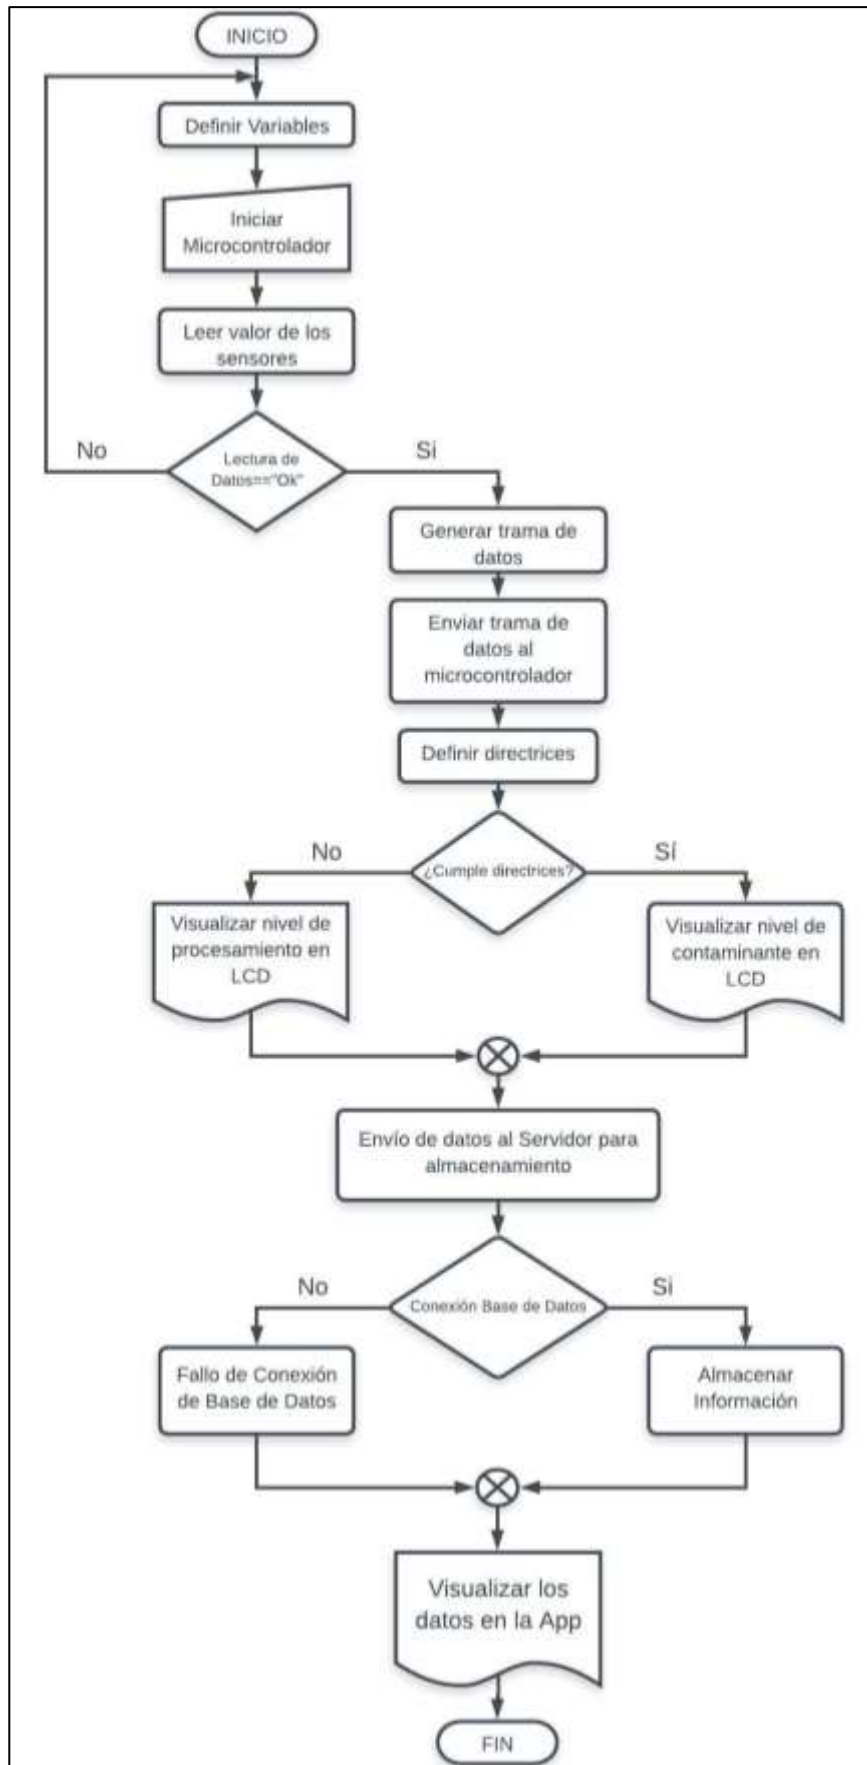 INICIO
Definir Variables
Iniciar
Microcontrolador
Leer valor de los
sensores
No
Si
Lectura de
Datos=="Ok"
Generar trama de
datos
Enviar trama de
datos al
microcontrolador
Definir directrices
No
Sí
¿Cumple directrices?
Visualizar nivel de
procesamiento en
LCD
Visualizar nivel de
contaminante en
LCD
Envío de datos al Servidor para
almacenamiento
No
Si
Conexión Base de Datos
Fallo de Conexión
de Base de Datos
Almacenar
Información
Visualizar los
datos en la App
FIN